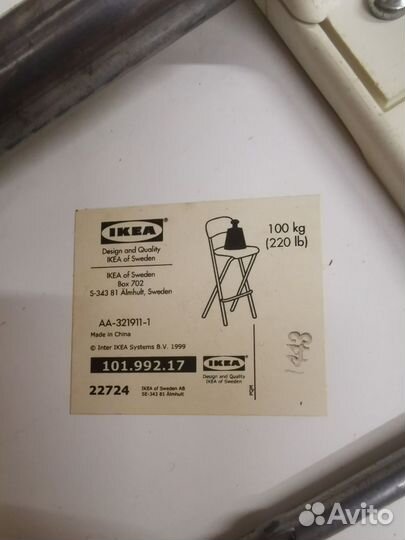 IKEA
Design and Quality
IKEA of Sweden
IKEA of Sweden
Box 702
S-343 81 Älmhult, Sweden
AA-321911-1
Made in China
© Inter IKEA Systems B.V. 1999
101.992.17
22724
IKEA of Sweden AB
SE-343 81 Älmhult
100 kg
(220 lb)
IKEA
Design and Quality
IKEA of Sweden
PQK
Avito